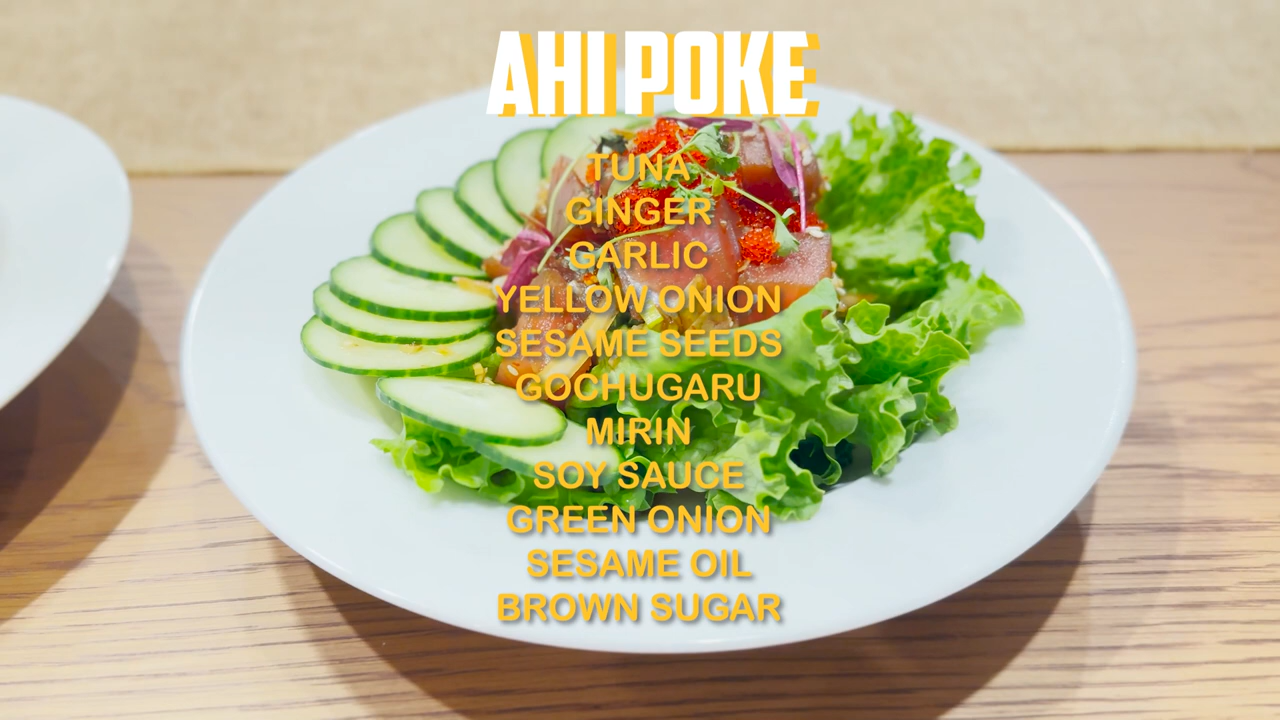 AHI POKE
TUNA
GINGER
GARLIC
YELLOW ONION
SESAME SEEDS
GOCHUGARU
MIRIN
SOY SAUCE
GREEN ONION
SESAME OIL
BROWN SUGAR